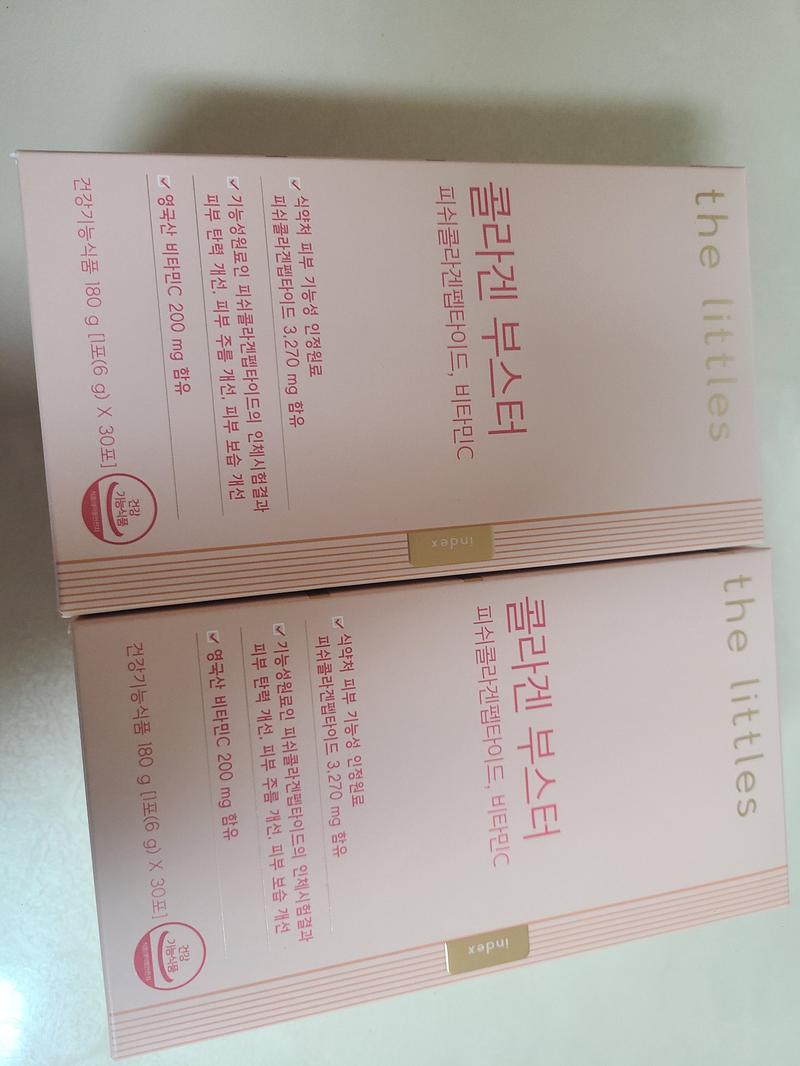 the littles
콜라겐 부스터
피쉬콜라겐펩타이드, 비타민C
식약처 피부 기능성 인정원료
피쉬콜라겐펩타이드 3,270 mg 함유
기능성원료인 피쉬콜라겐펩타이드의 인체시험결과
피부 탄력 개선, 피부 주름 개선, 피부 보습 개선
영국산 비타민C 200 mg 함유
건강기능식품 180 g [1포(6 g) X 30포]
건강
기능식품
index
the littles
콜라겐 부스터
피쉬콜라겐펩타이드, 비타민C
식약처 피부 기능성 인정원료
피쉬콜라겐펩타이드 3,270 mg 함유
기능성원료인 피쉬콜라겐펩타이드의 인체시험결과
피부 탄력 개선, 피부 주름 개선, 피부 보습 개선
영국산 비타민C 200 mg 함유
건강기능식품 180 g [1포(6 g) X 30포]
건강
기능식품
index